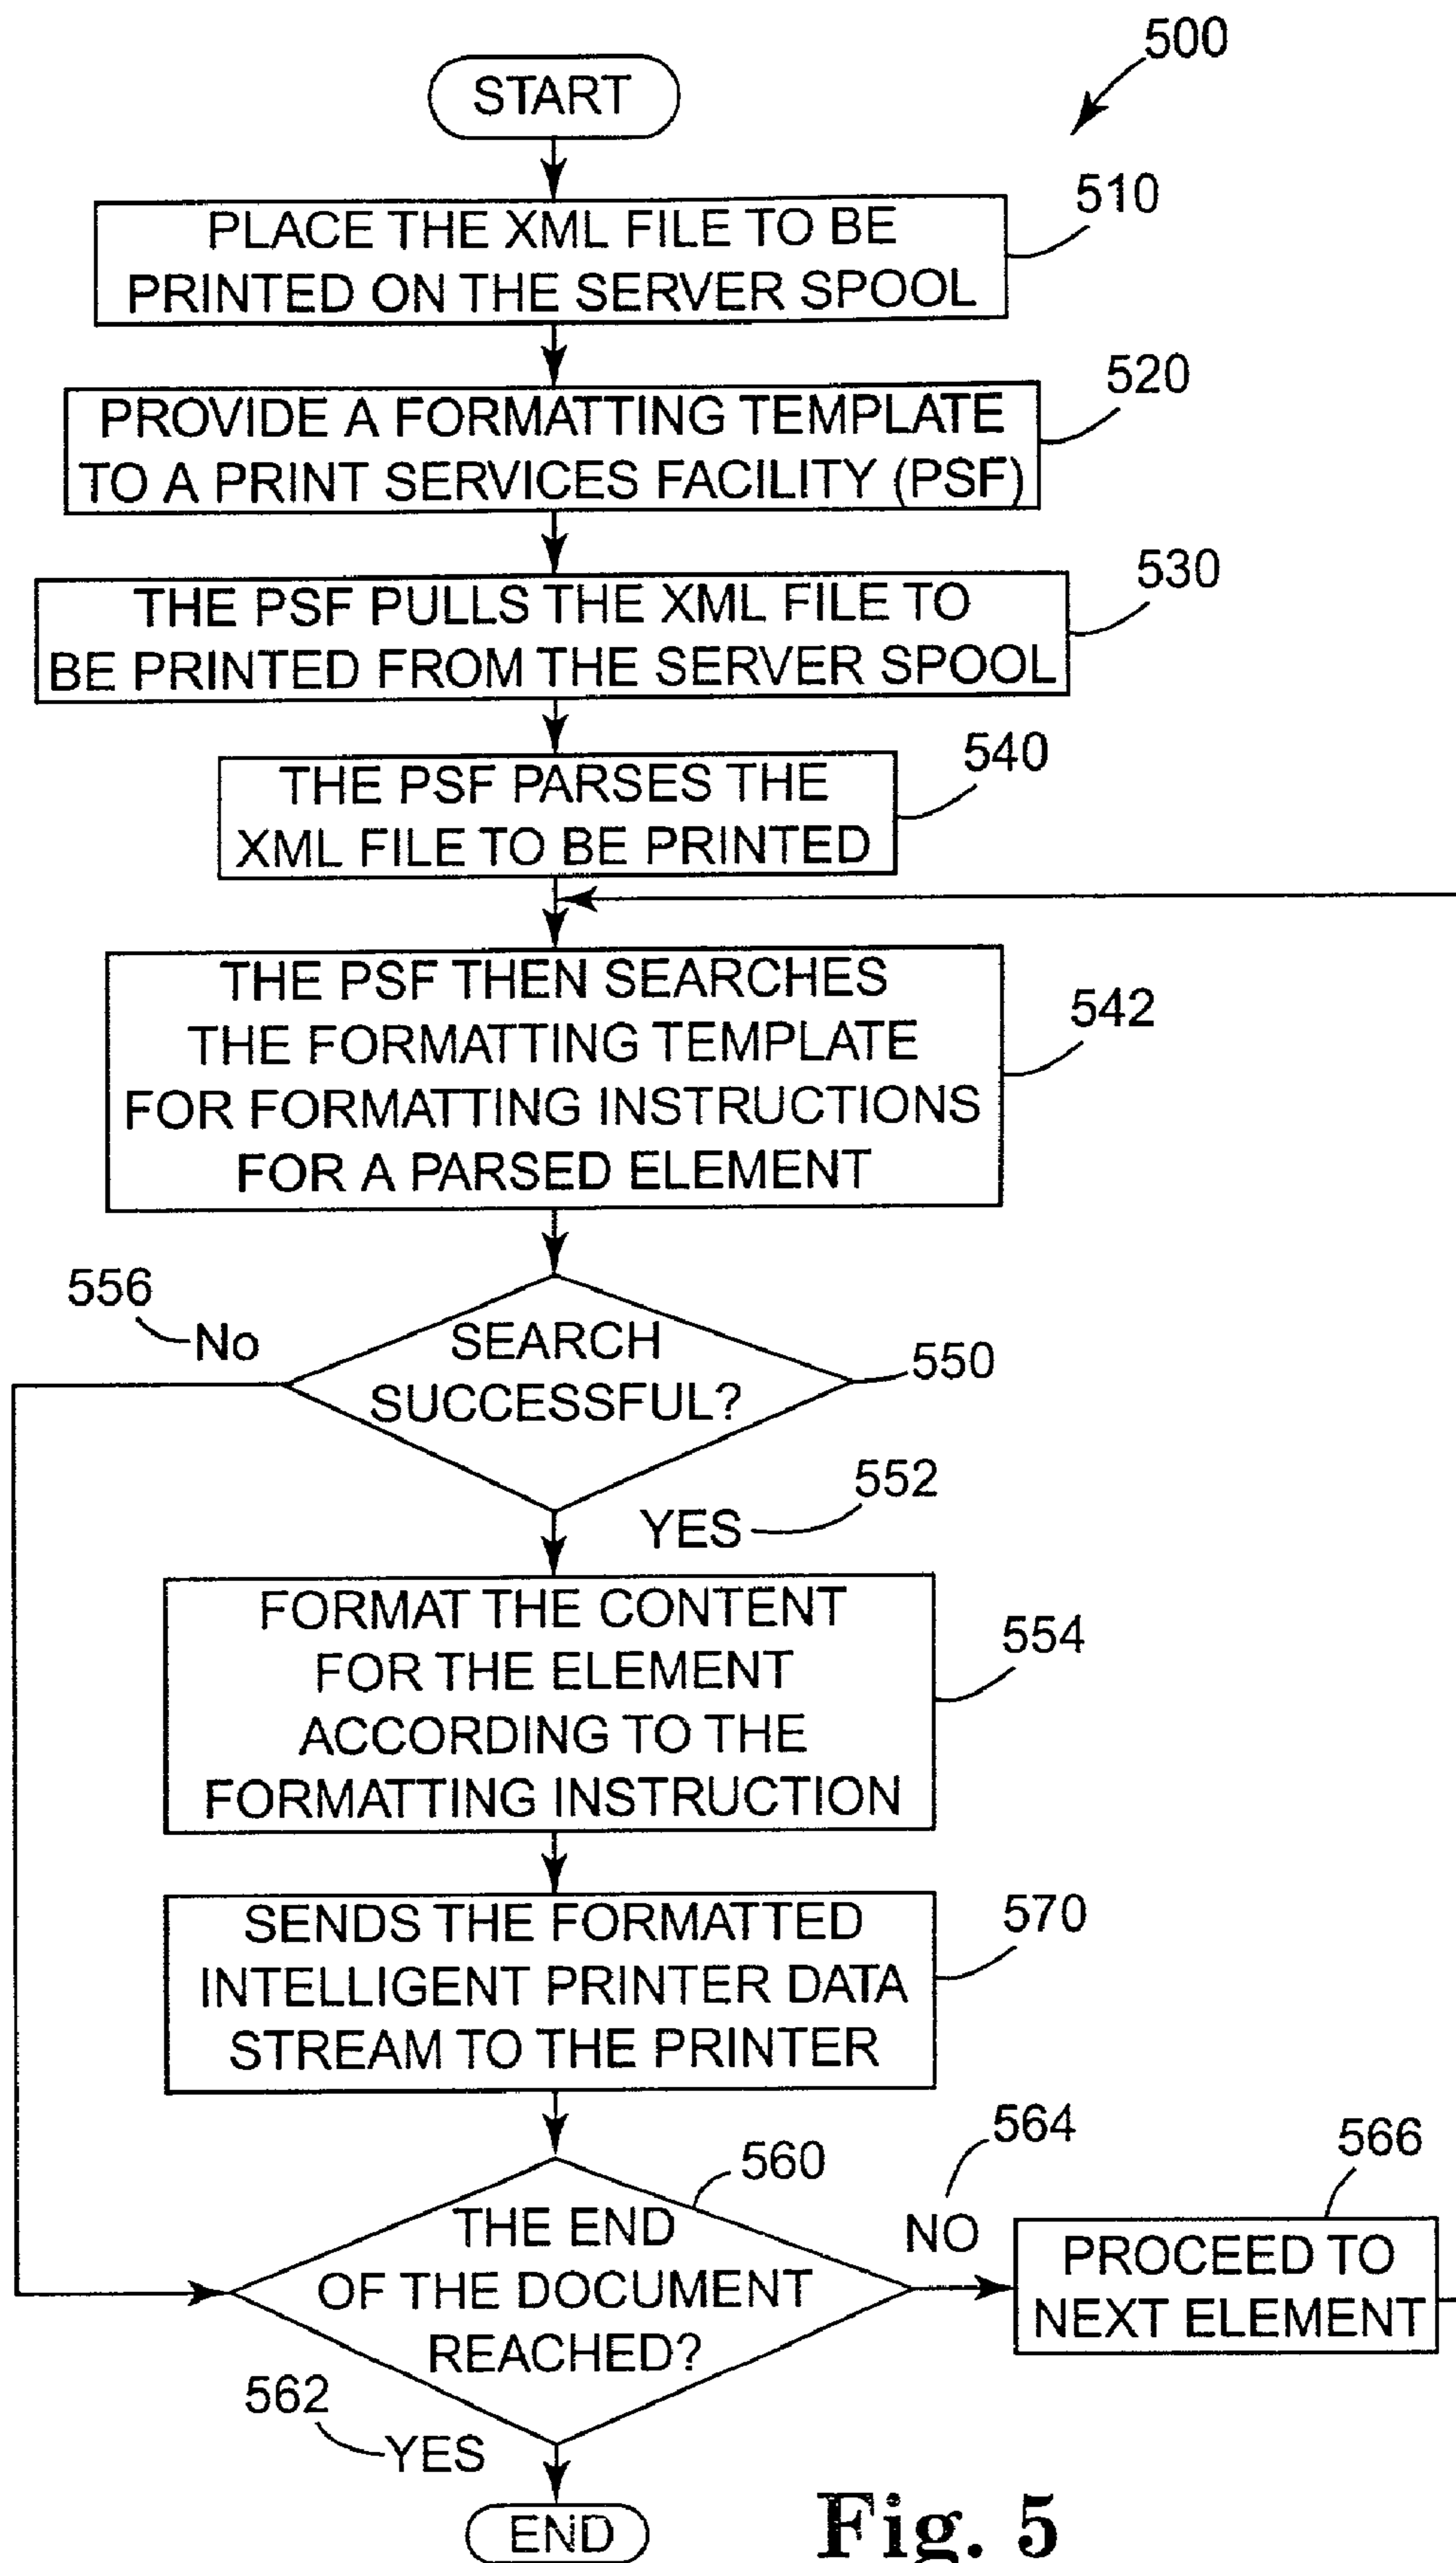 500
START
510
PLACE THE XML FILE TO BE
PRINTED ON THE SERVER SPOOL
520
PROVIDE A FORMATTING TEMPLATE
TO A PRINT SERVICES FACILITY (PSF)
530
THE PSF PULLS THE XML FILE TO
BE PRINTED FROM THE SERVER SPOOL
540
THE PSF PARSES THE
XML FILE TO BE PRINTED
THE PSF THEN SEARCHES
THE FORMATTING TEMPLATE
FOR FORMATTING INSTRUCTIONS
FOR A PARSED ELEMENT
542
556
No
SEARCH
SUCCESSFUL?
550
552
YES
FORMAT THE CONTENT
FOR THE ELEMENT
ACCORDING TO THE
FORMATTING INSTRUCTION
554
SENDS THE FORMATTED
INTELLIGENT PRINTER DATA
STREAM TO THE PRINTER
570
560
THE END
OF THE DOCUMENT
REACHED?
564
NO
566
PROCEED TO
NEXT ELEMENT
562
YES
END
Fig. 5